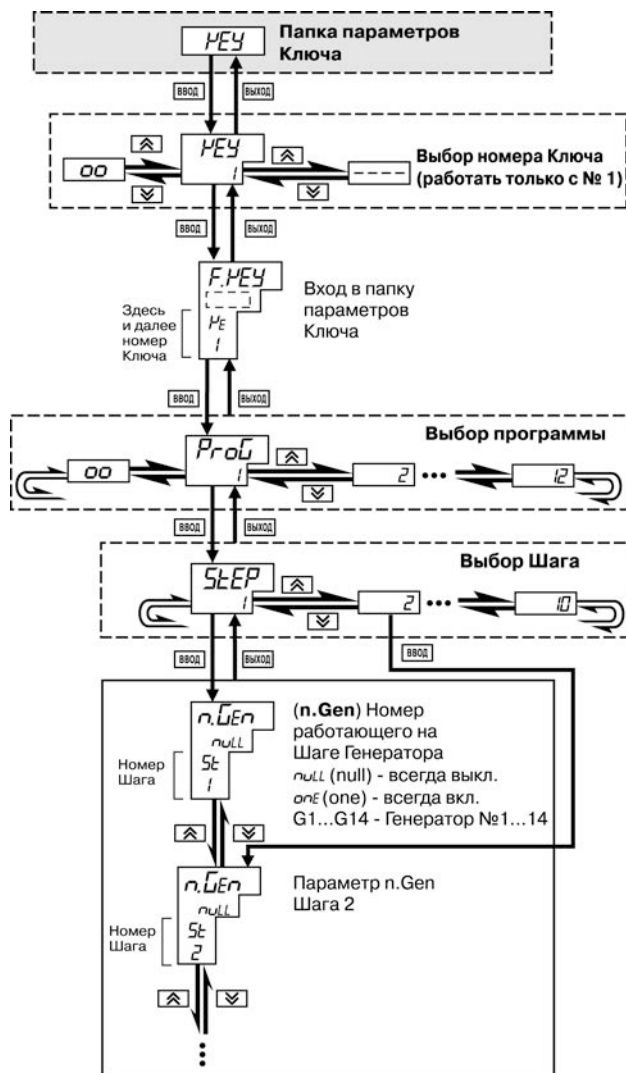 KEY
Папка параметров
Ключа
ВВОД
ВЫХОД
oo
KEY
1
----
Выбор номера Ключа
(работать только с № 1)
ВВОД
ВЫХОД
F.KEY
KE
1
Здесь
и далее
номер
Ключа
Вход в папку
параметров
Ключа
ВВОД
ВЫХОД
Выбор программы
oo
ProG
1
2
•••
12
ВВОД
ВЫХОД
Выбор Шага
StEP
1
2
•••
10
ВВОД
ВЫХОД
ВВОД
n.GEn
nuLL
St
1
Номер
Шага
(n.Gen) Номер
работающего на
Шаге Генератора
nuLL (null) - всегда выкл.
onE (one) - всегда вкл.
G1...G14 - Генератор №1...14
n.GEn
nuLL
St
2
Номер
Шага
Параметр n.Gen
Шага 2